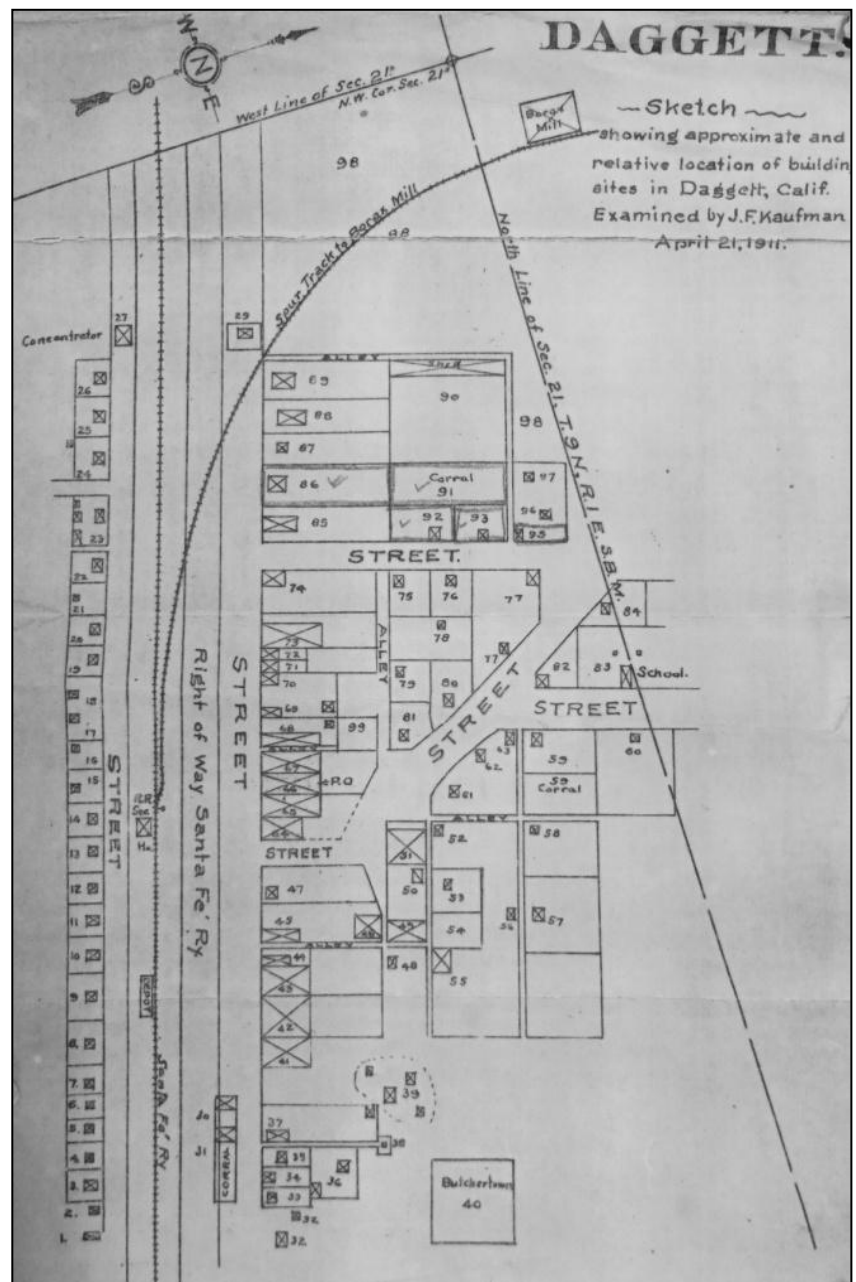 DAGGETT.
Sketch
showing approximate and
relative location of buildin
sites in Daggett, Calif.
Examined by J.F. Kaufman
April 21, 1911.
W
N
E
West Line of Sec. 21
N.W. Cor. Sec. 21
Borax
Mill
98
Spur Track to Borax Mill
98
North Line of Sec. 21, T. 9 N., R. 1 E. S.B.M.
27
29
Concentrator
ALLEY
Shed
26
89
90
25
88
98
87
24
86
Corral
91
97
92
93
96
95
23
85
STREET.
22
74
75
76
77
21
84
20
73
ALLEY
78
72
77
19
71
79
80
82
83
School.
18
70
69
81
STREET
STREET
17
68
99
ALLEY
63
16
67
62
59
60
15
66
P.O
59
Corral
65
61
STREET
Right of Way Santa Fe' Ry
STREET
R.R.
Sec.
Ho.
14
64
ALLEY
52
58
13
STREET
51
12
47
50
53
11
45
46
49
54
56
57
10
ALLEY
44
48
55
9
43
DEPOT
42
8.
41
7.
6.
30
39
5.
37
Santa Fe' Ry
4
31
38
35
3.
CORRAL
34
36
33
Butchertown
40
2.
32
1.
32